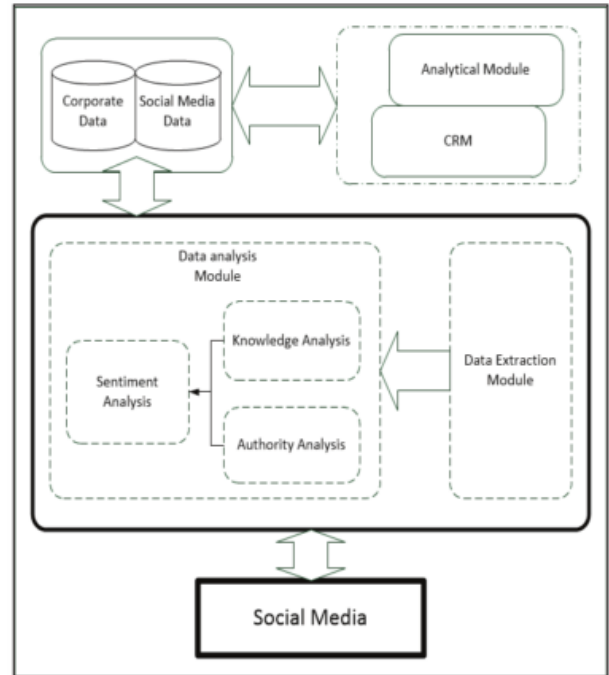 Corporate
Data
Social Media
Data
Analytical Module
CRM
Data analysis
Module
Knowledge Analysis
Sentiment
Analysis
Authority Analysis
Data Extraction
Module
Social Media